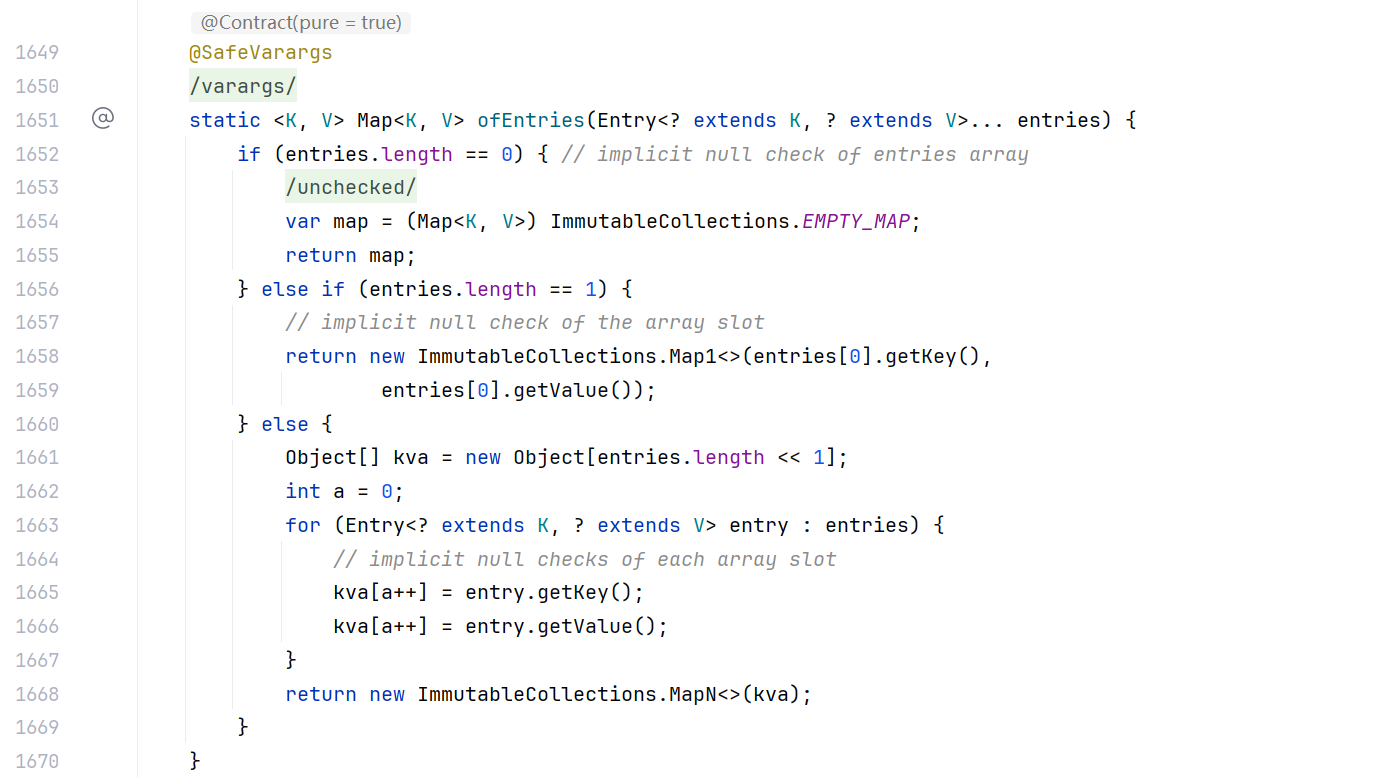 @Contract(pure = true)
1649 @SafeVarargs
1650 /varargs/
1651 @ static <K, V> Map<K, V> ofEntries(Entry<? extends K, ? extends V>... entries) {
1652 if (entries.length == 0) { // implicit null check of entries array
1653 /unchecked/
1654 var map = (Map<K, V>) ImmutableCollections.EMPTY_MAP;
1655 return map;
1656 } else if (entries.length == 1) {
1657 // implicit null check of the array slot
1658 return new ImmutableCollections.Map1<>(entries[0].getKey(),
1659 entries[0].getValue());
1660 } else {
1661 Object[] kva = new Object[entries.length << 1];
1662 int a = 0;
1663 for (Entry<? extends K, ? extends V> entry : entries) {
1664 // implicit null checks of each array slot
1665 kva[a++] = entry.getKey();
1666 kva[a++] = entry.getValue();
1667 }
1668 return new ImmutableCollections.MapN<>(kva);
1669 }
1670 }